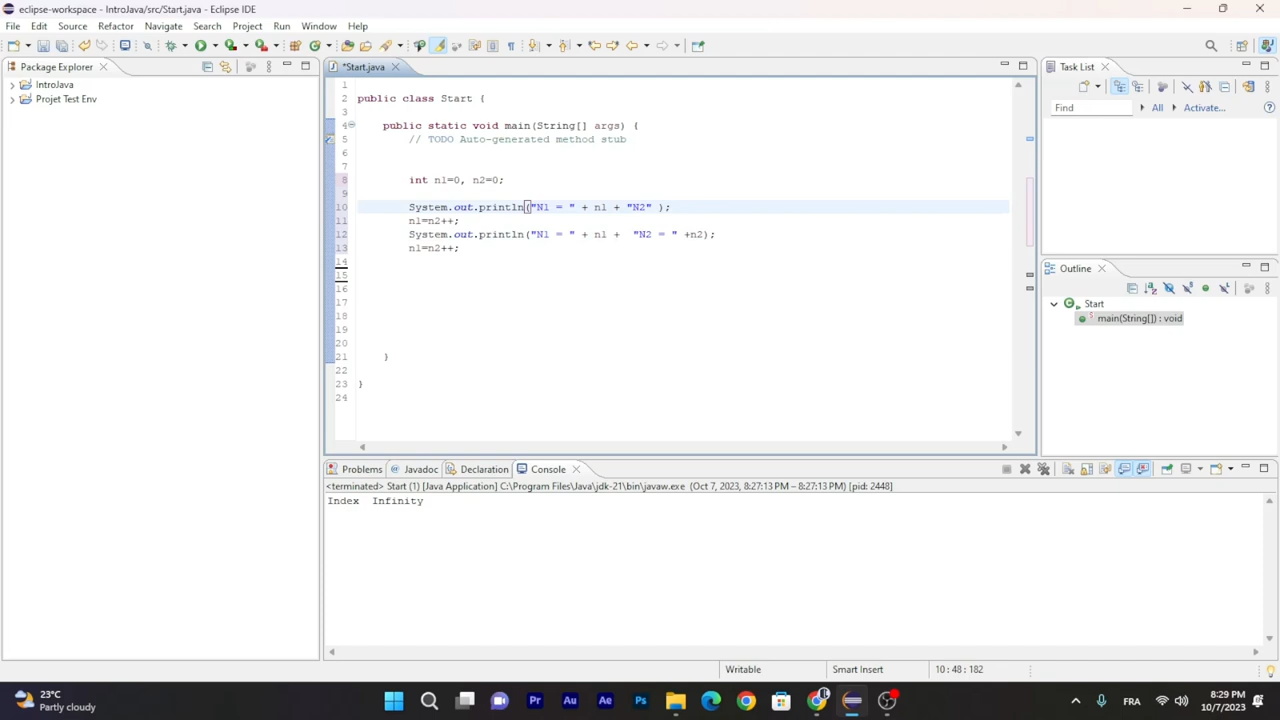 eclipse-workspace - IntroJava/src/Start.java - Eclipse IDE
File Edit Source Refactor Navigate Search Project Run Window Help
Package Explorer
IntroJava
Projet Test Env
*Start.java
1
2 public class Start {
3
4 public static void main(String[] args) {
5 // TODO Auto-generated method stub
6
7
8 int n1=0, n2=0;
9
10 System.out.println("N1 = " + n1 + "N2" );
11 n1=n2++;
12 System.out.println("N1 = " + n1 + "N2 = " +n2);
13 n1=n2++;
14
15
16
17
18
19
20
21 }
22
23 }
24
Task List
Find All Activate...
Outline
Start
main(String[]) : void
Problems Javadoc Declaration Console
<terminated> Start (1) [Java Application] C:\Program Files\Java\jdk-21\bin\javaw.exe (Oct 7, 2023, 8:27:13 PM – 8:27:13 PM) [pid: 2448]
Index Infinity
Writable Smart Insert 10 : 48 : 182
23°C
Partly cloudy
Pr Au Ae Ps
FRA
8:29 PM
10/7/2023